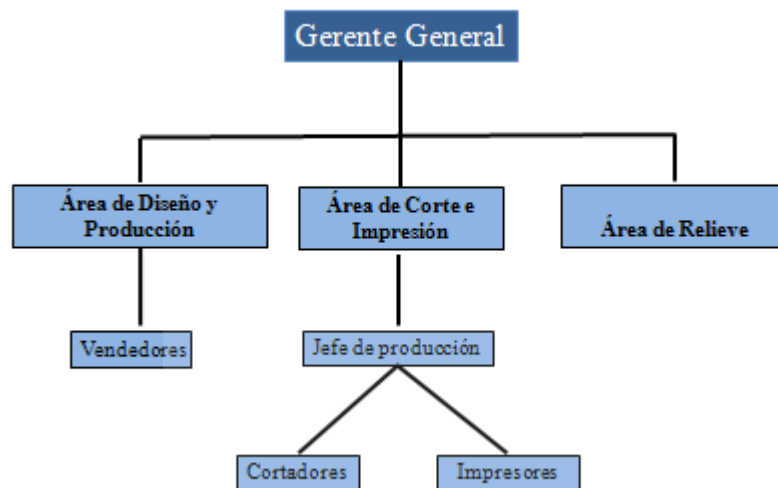 Gerente General
Área de Diseño y
Producción
Área de Corte e
Impresión
Área de Relieve
Vendedores
Jefe de producción
Cortadores
Impresores